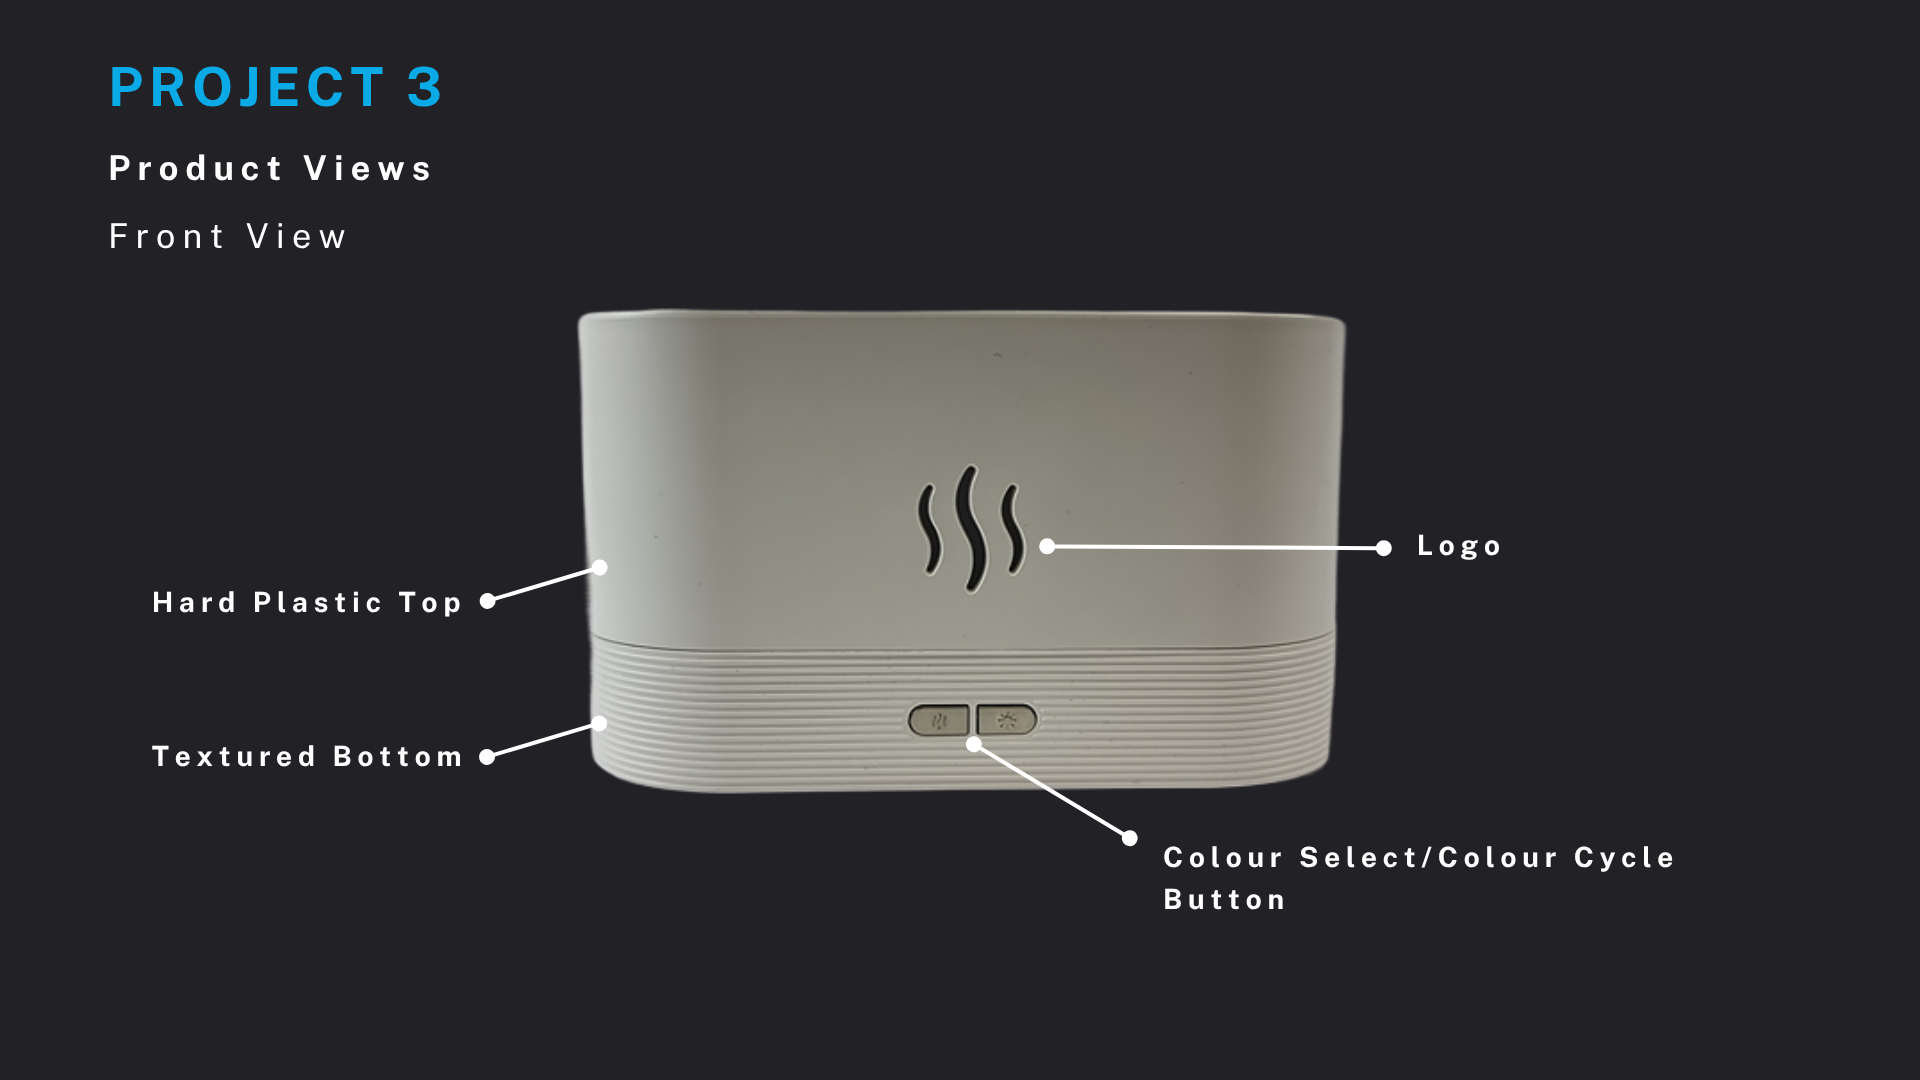 PROJECT 3
Product Views
Front View
Logo
Hard Plastic Top
Textured Bottom
Colour Select/Colour Cycle
Button